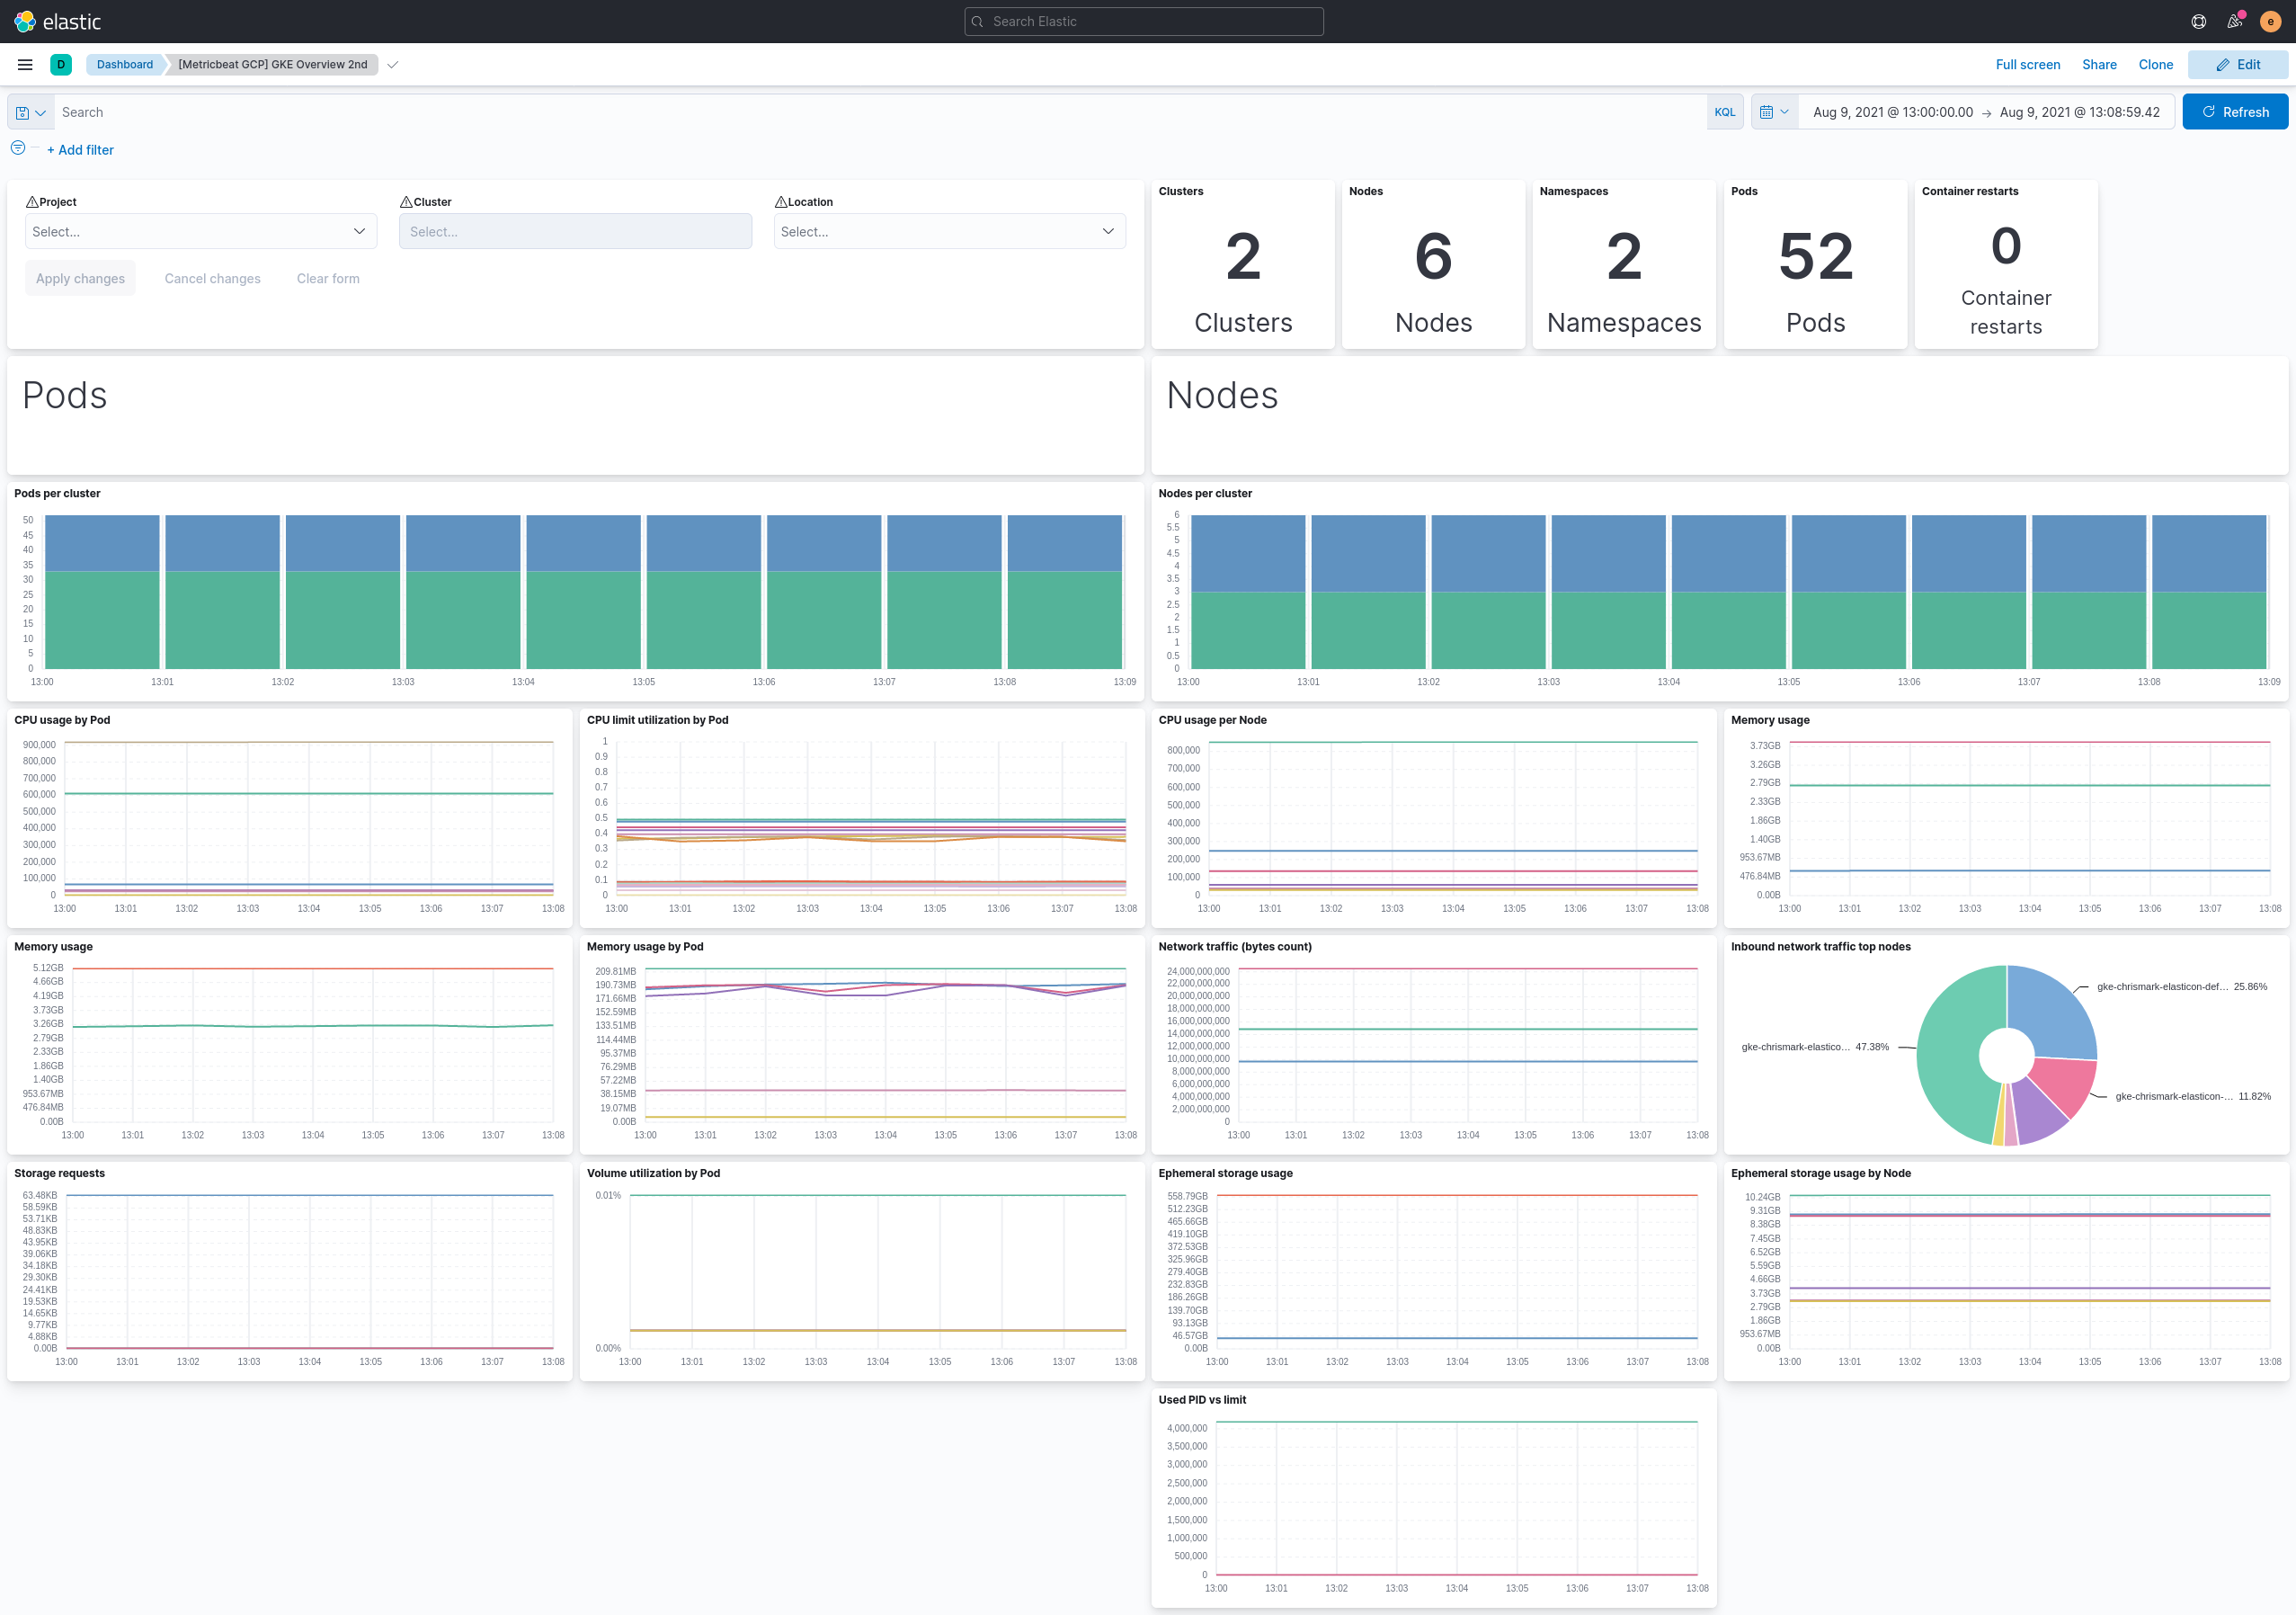 elastic
Search Elastic
e
D
Dashboard
[Metricbeat GCP] GKE Overview 2nd
Full screen
Share
Clone
Edit
Search
KQL
Aug 9, 2021 @ 13:00:00.00 → Aug 9, 2021 @ 13:08:59.42
Refresh
+ Add filter
Project
Cluster
Location
Select...
Select...
Select...
Apply changes
Cancel changes
Clear form
Clusters
2
Clusters
Nodes
6
Nodes
Namespaces
2
Namespaces
Pods
52
Pods
Container restarts
0
Container
restarts
Pods
Nodes
Pods per cluster
50
45
40
35
30
25
20
15
10
5
0
13:00 13:01 13:02 13:03 13:04 13:05 13:06 13:07 13:08 13:09
Nodes per cluster
6
5.5
5
4.5
4
3.5
3
2.5
2
1.5
1
0.5
0
13:00 13:01 13:02 13:03 13:04 13:05 13:06 13:07 13:08 13:09
CPU usage by Pod
900,000
800,000
700,000
600,000
500,000
400,000
300,000
200,000
100,000
0
13:00 13:01 13:02 13:03 13:04 13:05 13:06 13:07 13:08
CPU limit utilization by Pod
1
0.9
0.8
0.7
0.6
0.5
0.4
0.3
0.2
0.1
0
13:00 13:01 13:02 13:03 13:04 13:05 13:06 13:07 13:08
CPU usage per Node
800,000
700,000
600,000
500,000
400,000
300,000
200,000
100,000
0
13:00 13:01 13:02 13:03 13:04 13:05 13:06 13:07 13:08
Memory usage
3.73GB
3.26GB
2.79GB
2.33GB
1.86GB
1.40GB
953.67MB
476.84MB
0.00B
13:00 13:01 13:02 13:03 13:04 13:05 13:06 13:07 13:08
Memory usage
5.12GB
4.66GB
4.19GB
3.73GB
3.26GB
2.79GB
2.33GB
1.86GB
1.40GB
953.67MB
476.84MB
0.00B
13:00 13:01 13:02 13:03 13:04 13:05 13:06 13:07 13:08
Memory usage by Pod
209.81MB
190.73MB
171.66MB
152.59MB
133.51MB
114.44MB
95.37MB
76.29MB
57.22MB
38.15MB
19.07MB
0.00B
13:00 13:01 13:02 13:03 13:04 13:05 13:06 13:07 13:08
Network traffic (bytes count)
24,000,000,000
22,000,000,000
20,000,000,000
18,000,000,000
16,000,000,000
14,000,000,000
12,000,000,000
10,000,000,000
8,000,000,000
6,000,000,000
4,000,000,000
2,000,000,000
0
13:00 13:01 13:02 13:03 13:04 13:05 13:06 13:07 13:08
Inbound network traffic top nodes
gke-chrismark-elasticon-def... 25.86%
gke-chrismark-elastico... 47.38%
gke-chrismark-elasticon-... 11.82%
Storage requests
63.48KB
58.59KB
53.71KB
48.83KB
43.95KB
39.06KB
34.18KB
29.30KB
24.41KB
19.53KB
14.65KB
9.77KB
4.88KB
0.00B
13:00 13:01 13:02 13:03 13:04 13:05 13:06 13:07 13:08
Volume utilization by Pod
0.01%
0.00%
13:00 13:01 13:02 13:03 13:04 13:05 13:06 13:07 13:08
Ephemeral storage usage
558.79GB
512.23GB
465.66GB
419.10GB
372.53GB
325.96GB
279.40GB
232.83GB
186.26GB
139.70GB
93.13GB
46.57GB
0.00B
13:00 13:01 13:02 13:03 13:04 13:05 13:06 13:07 13:08
Ephemeral storage usage by Node
10.24GB
9.31GB
8.38GB
7.45GB
6.52GB
5.59GB
4.66GB
3.73GB
2.79GB
1.86GB
953.67MB
0.00B
13:00 13:01 13:02 13:03 13:04 13:05 13:06 13:07 13:08
Used PID vs limit
4,000,000
3,500,000
3,000,000
2,500,000
2,000,000
1,500,000
1,000,000
500,000
0
13:00 13:01 13:02 13:03 13:04 13:05 13:06 13:07 13:08